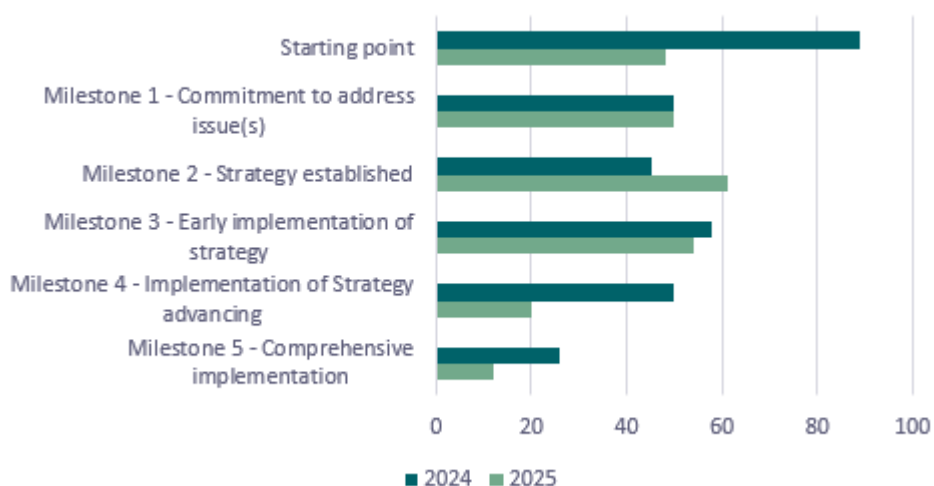 Starting point
Milestone 1 - Commitment to address
issue(s)
Milestone 2 - Strategy established
Milestone 3 - Early implementation of
strategy
Milestone 4 - Implementation of Strategy
advancing
Milestone 5 - Comprehensive
implementation
0 20 40 60 80 100
2024 2025